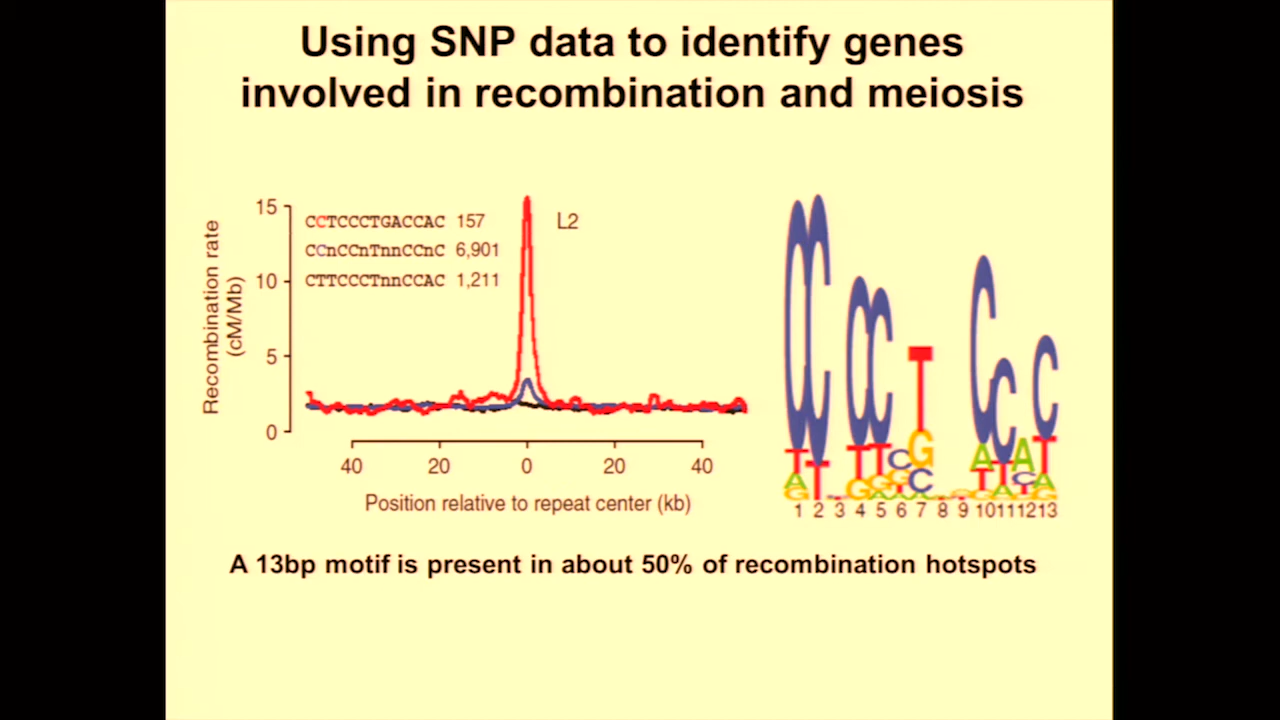 Using SNP data to identify genes
involved in recombination and meiosis
Recombination rate
(cM/Mb)
15
10
5
0
CCTCCCTGACCAC 157
CCnCCnTnnCCnC 6,901
CTTCCCTnnCCAC 1,211
L2
40 20 0 20 40
Position relative to repeat center (kb)
1 2 3 4 5 6 7 8 9 10 11 12 13
A 13bp motif is present in about 50% of recombination hotspots